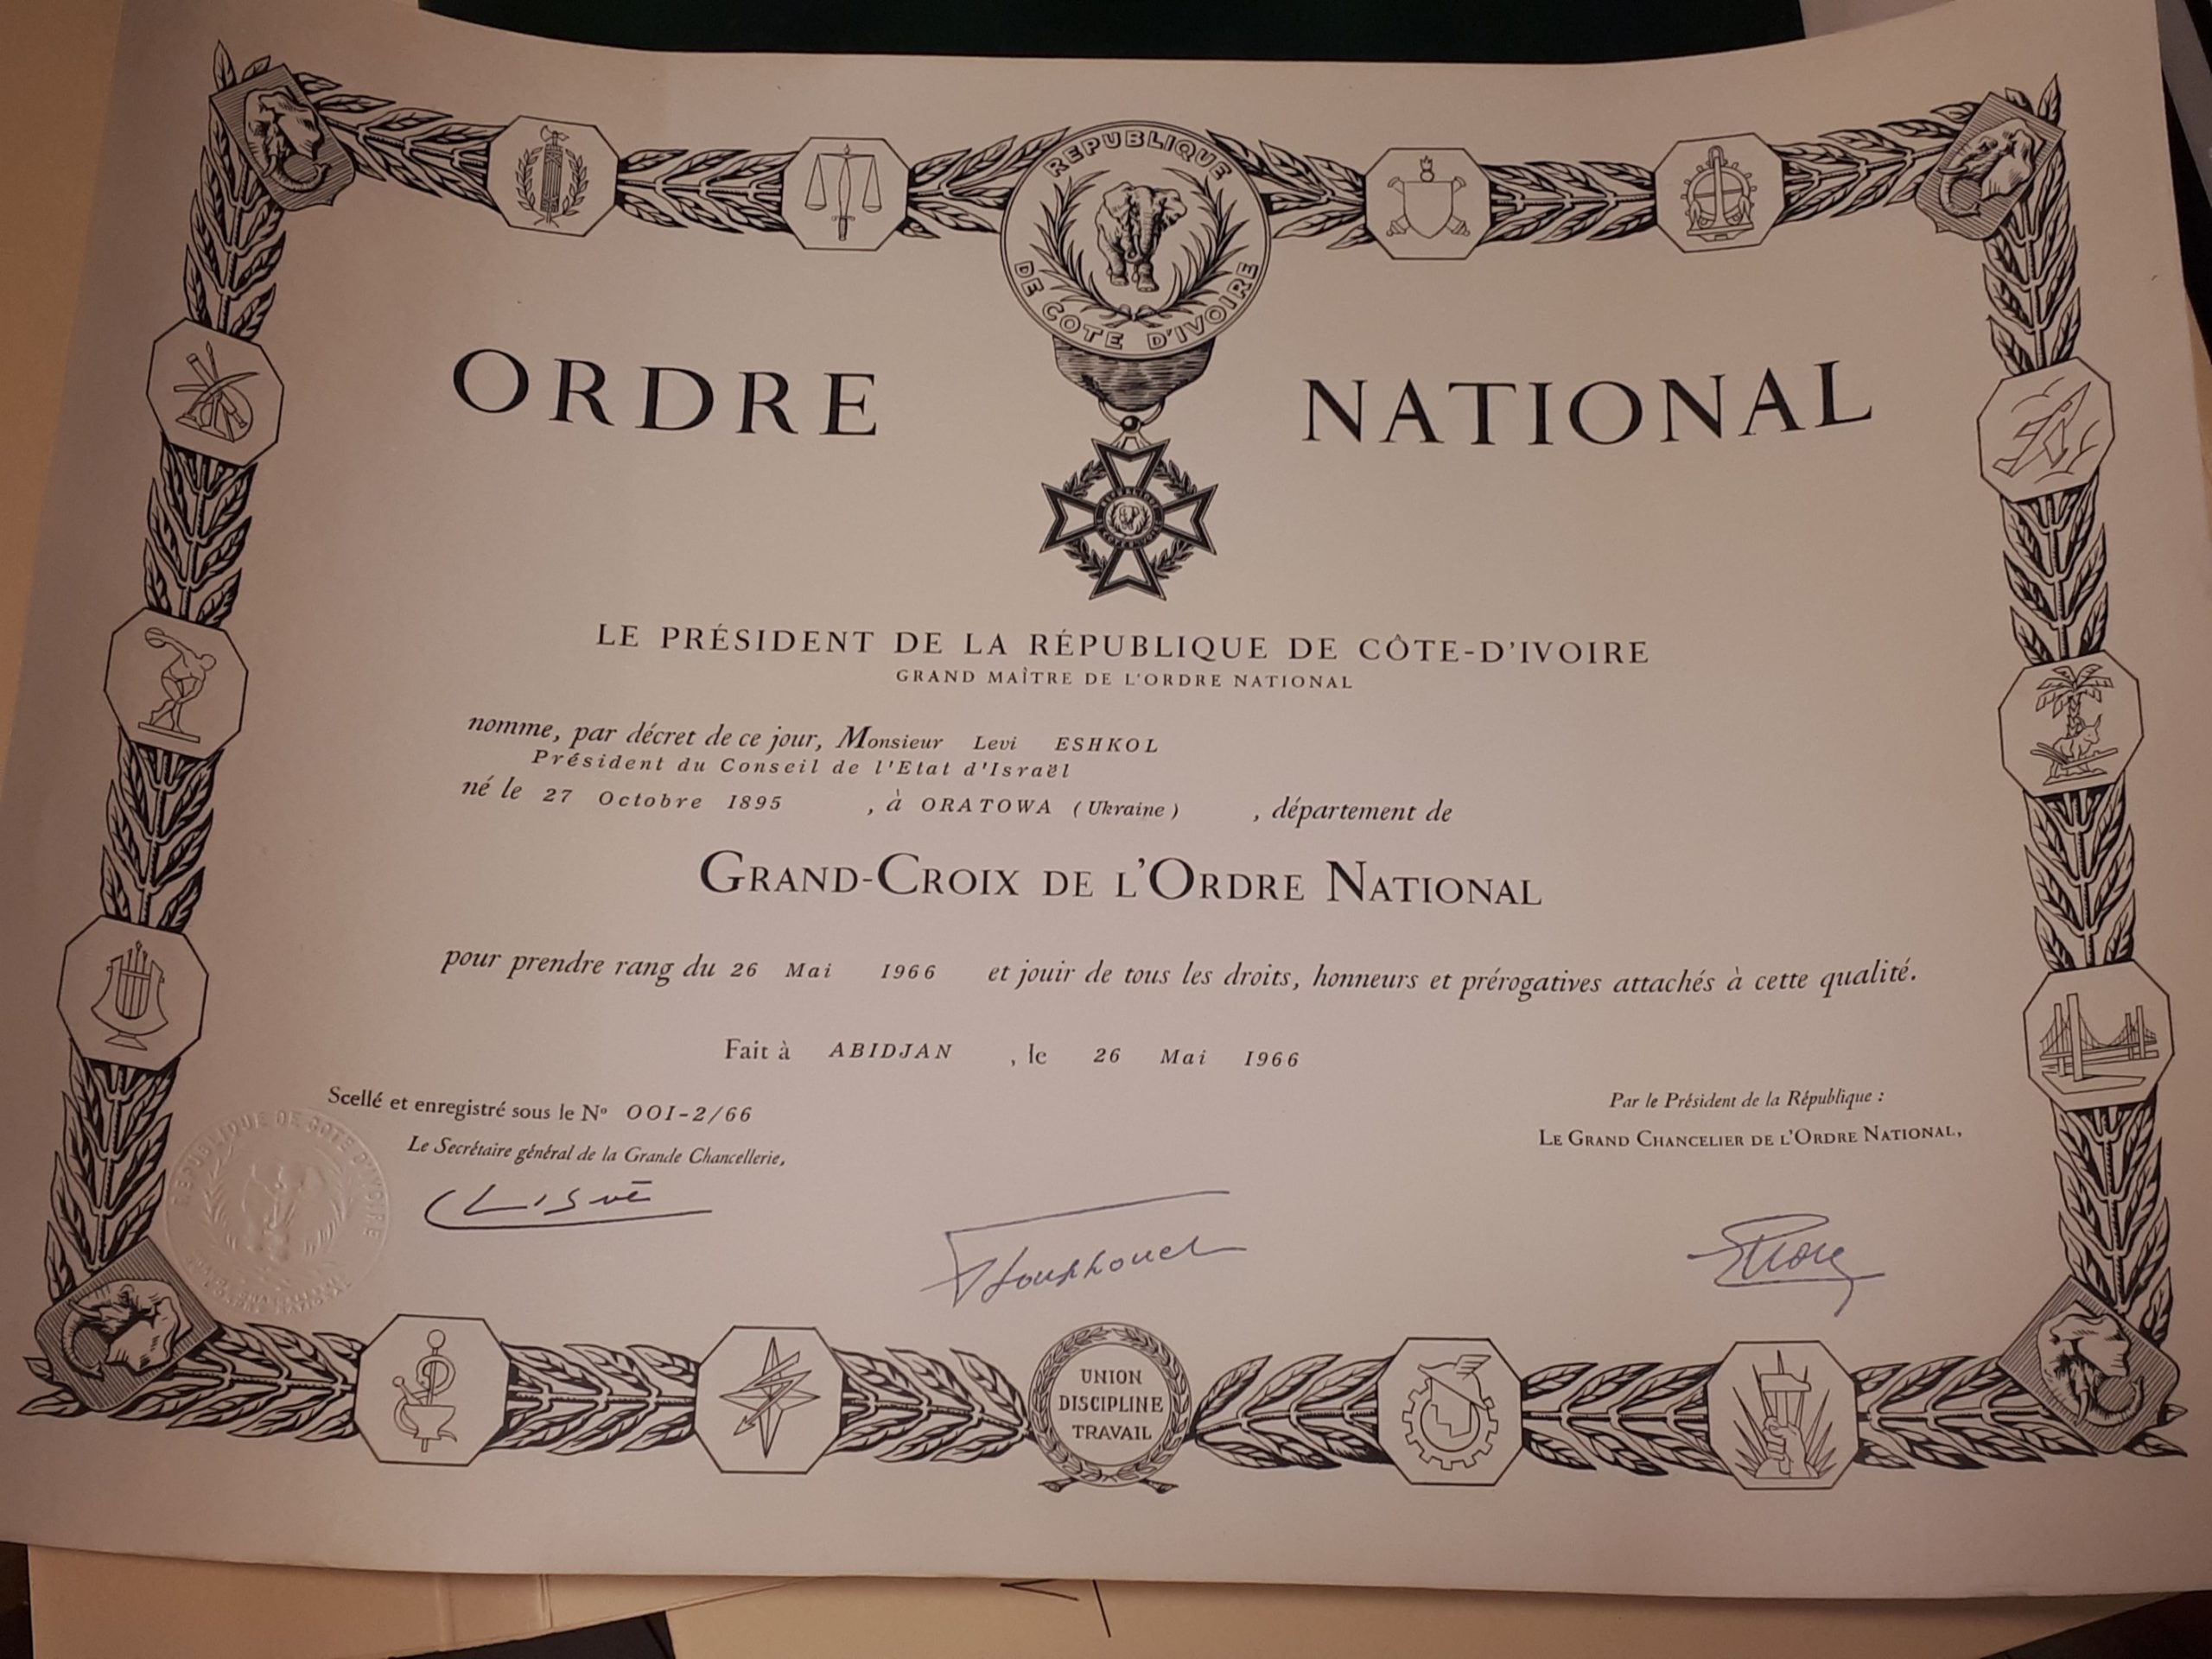 REPUBLIQUE
DE COTE D'IVOIRE
ORDRE NATIONAL
LE PRÉSIDENT DE LA RÉPUBLIQUE DE CÔTE-D'IVOIRE
GRAND MAÎTRE DE L'ORDRE NATIONAL
nomme, par décret de ce jour, Monsieur Levi ESHKOL
Président du Conseil de l'Etat d'Israël
né le 27 Octobre 1895 , à ORATOWA (Ukraine) , département de
GRAND-CROIX DE L'ORDRE NATIONAL
pour prendre rang du 26 Mai 1966 et jouir de tous les droits, honneurs et prérogatives attachés à cette qualité.
Fait à ABIDJAN , le 26 Mai 1966
Scellé et enregistré sous le Nº 001-2/66
Le Secrétaire général de la Grande Chancellerie,
Par le Président de la République :
LE GRAND CHANCELIER DE L'ORDRE NATIONAL,
REPUBLIQUE DE COTE D'IVOIRE
UNION
DISCIPLINE
TRAVAIL